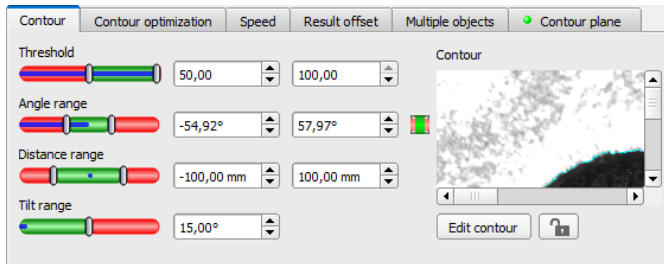 Contour Contour optimization Speed Result offset Multiple objects Contour plane
Threshold
50,00 100,00
Contour
Angle range
-54,92° 57,97°
Distance range
-100,00 mm 100,00 mm
Tilt range
15,00°
Edit contour